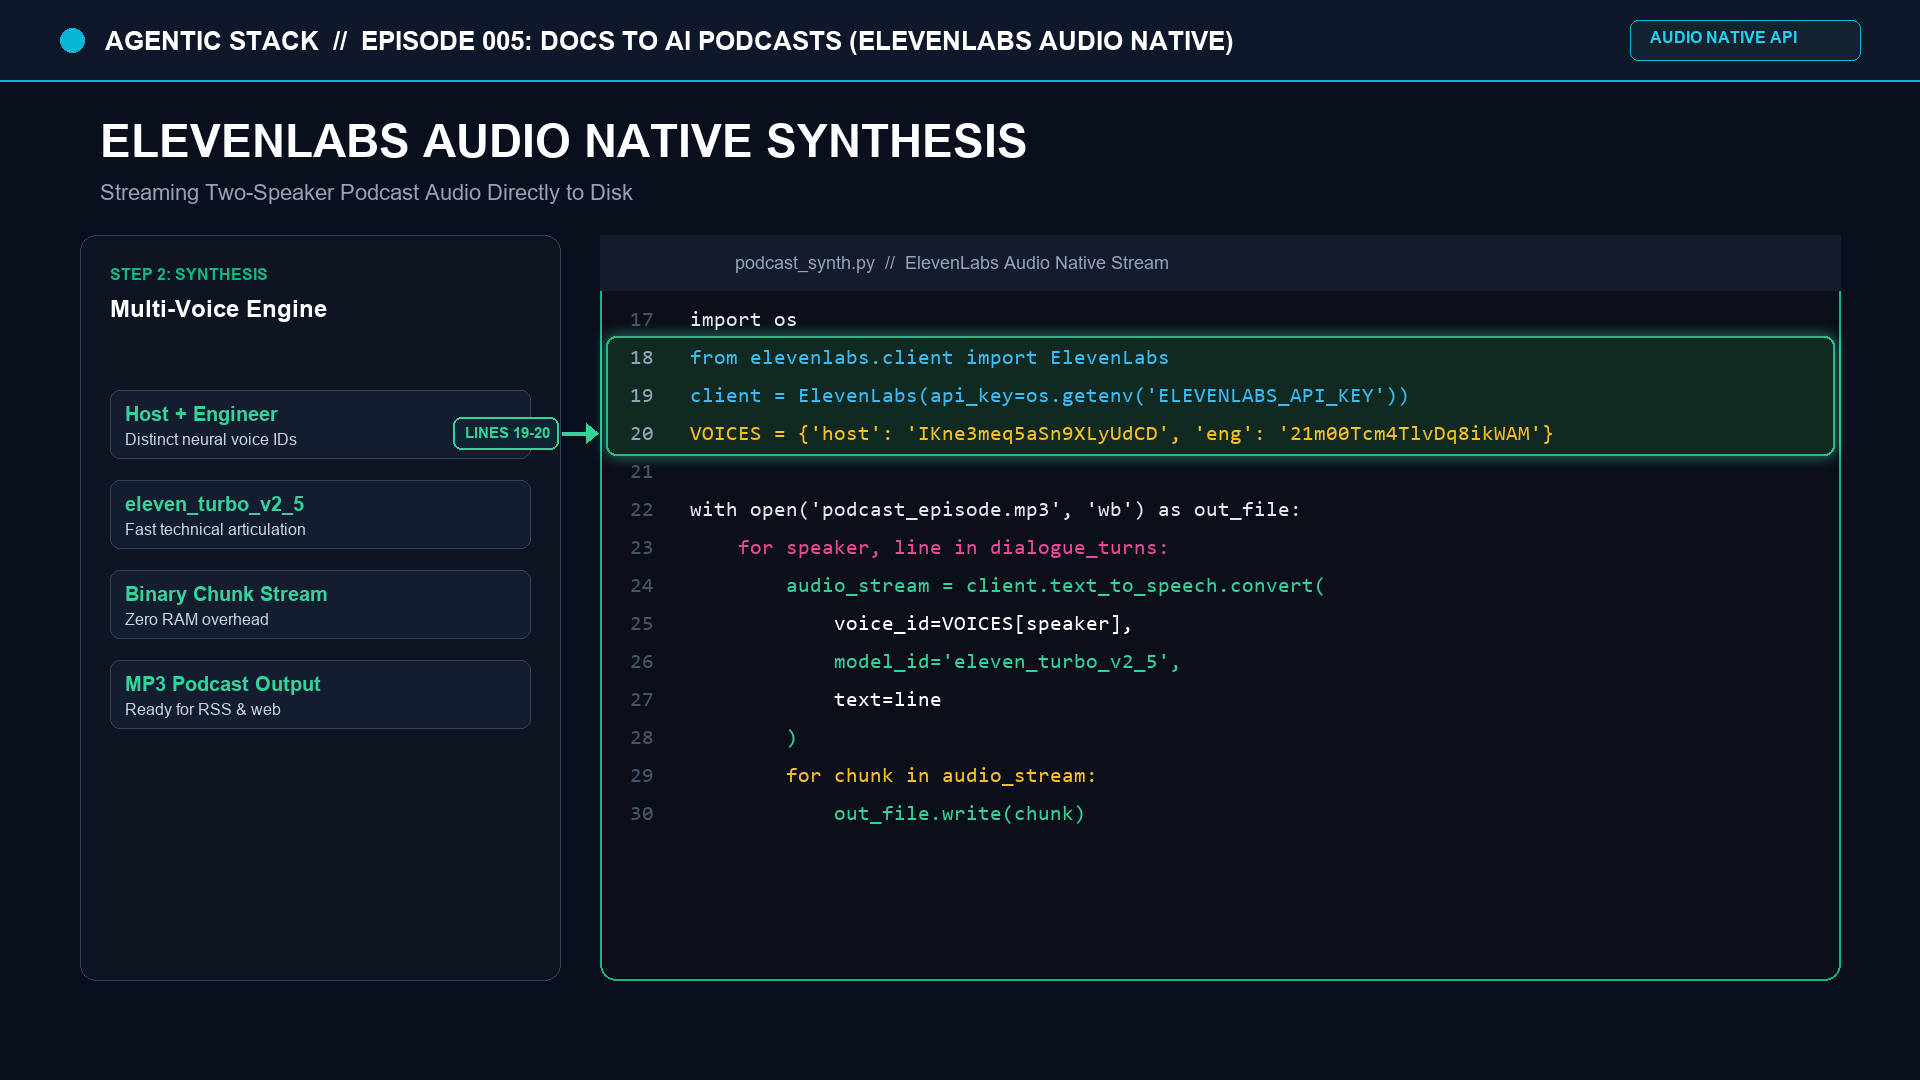 AGENTIC STACK // EPISODE 005: DOCS TO AI PODCASTS (ELEVENLABS AUDIO NATIVE)
AUDIO NATIVE API
ELEVENLABS AUDIO NATIVE SYNTHESIS
Streaming Two-Speaker Podcast Audio Directly to Disk
STEP 2: SYNTHESIS
Multi-Voice Engine
Host + Engineer
Distinct neural voice IDs
LINES 19-20
eleven_turbo_v2_5
Fast technical articulation
Binary Chunk Stream
Zero RAM overhead
MP3 Podcast Output
Ready for RSS & web
podcast_synth.py // ElevenLabs Audio Native Stream
17 import os
18 from elevenlabs.client import ElevenLabs
19 client = ElevenLabs(api_key=os.getenv('ELEVENLABS_API_KEY'))
20 VOICES = {'host': 'IKne3meq5aSn9XLyUdCD', 'eng': '21m00Tcm4TlvDq8ikWAM'}
21
22 with open('podcast_episode.mp3', 'wb') as out_file:
23 for speaker, line in dialogue_turns:
24 audio_stream = client.text_to_speech.convert(
25 voice_id=VOICES[speaker],
26 model_id='eleven_turbo_v2_5',
27 text=line
28 )
29 for chunk in audio_stream:
30 out_file.write(chunk)